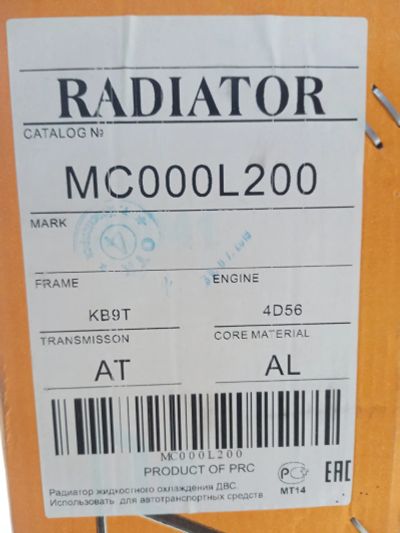 RADIATOR
CATALOG №
MC000L200
MARK
FRAME ENGINE
KB9T 4D56
TRANSMISSON CORE MATERIAL
AT AL
MC000L200
PRODUCT OF PRC
МТ14
EAC
Радиатор жидкостного охлаждения ДВС.
Использовать для автотранспортных средств